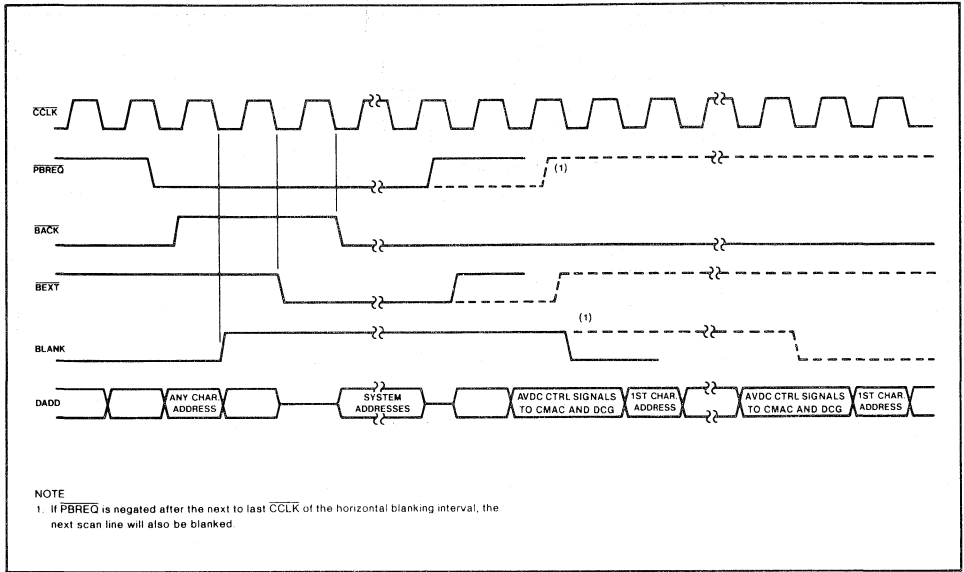 CCLK
PBREQ
(1)
BACK
BEXT
(1)
BLANK
DADD
ANY CHAR. ADDRESS
SYSTEM ADDRESSES
AVDC CTRL SIGNALS TO CMAC AND DCG
1ST CHAR. ADDRESS
AVDC CTRL SIGNALS TO CMAC AND DCG
1ST CHAR. ADDRESS
NOTE
1. If PBREQ is negated after the next to last CCLK of the horizontal blanking interval, the
next scan line will also be blanked.